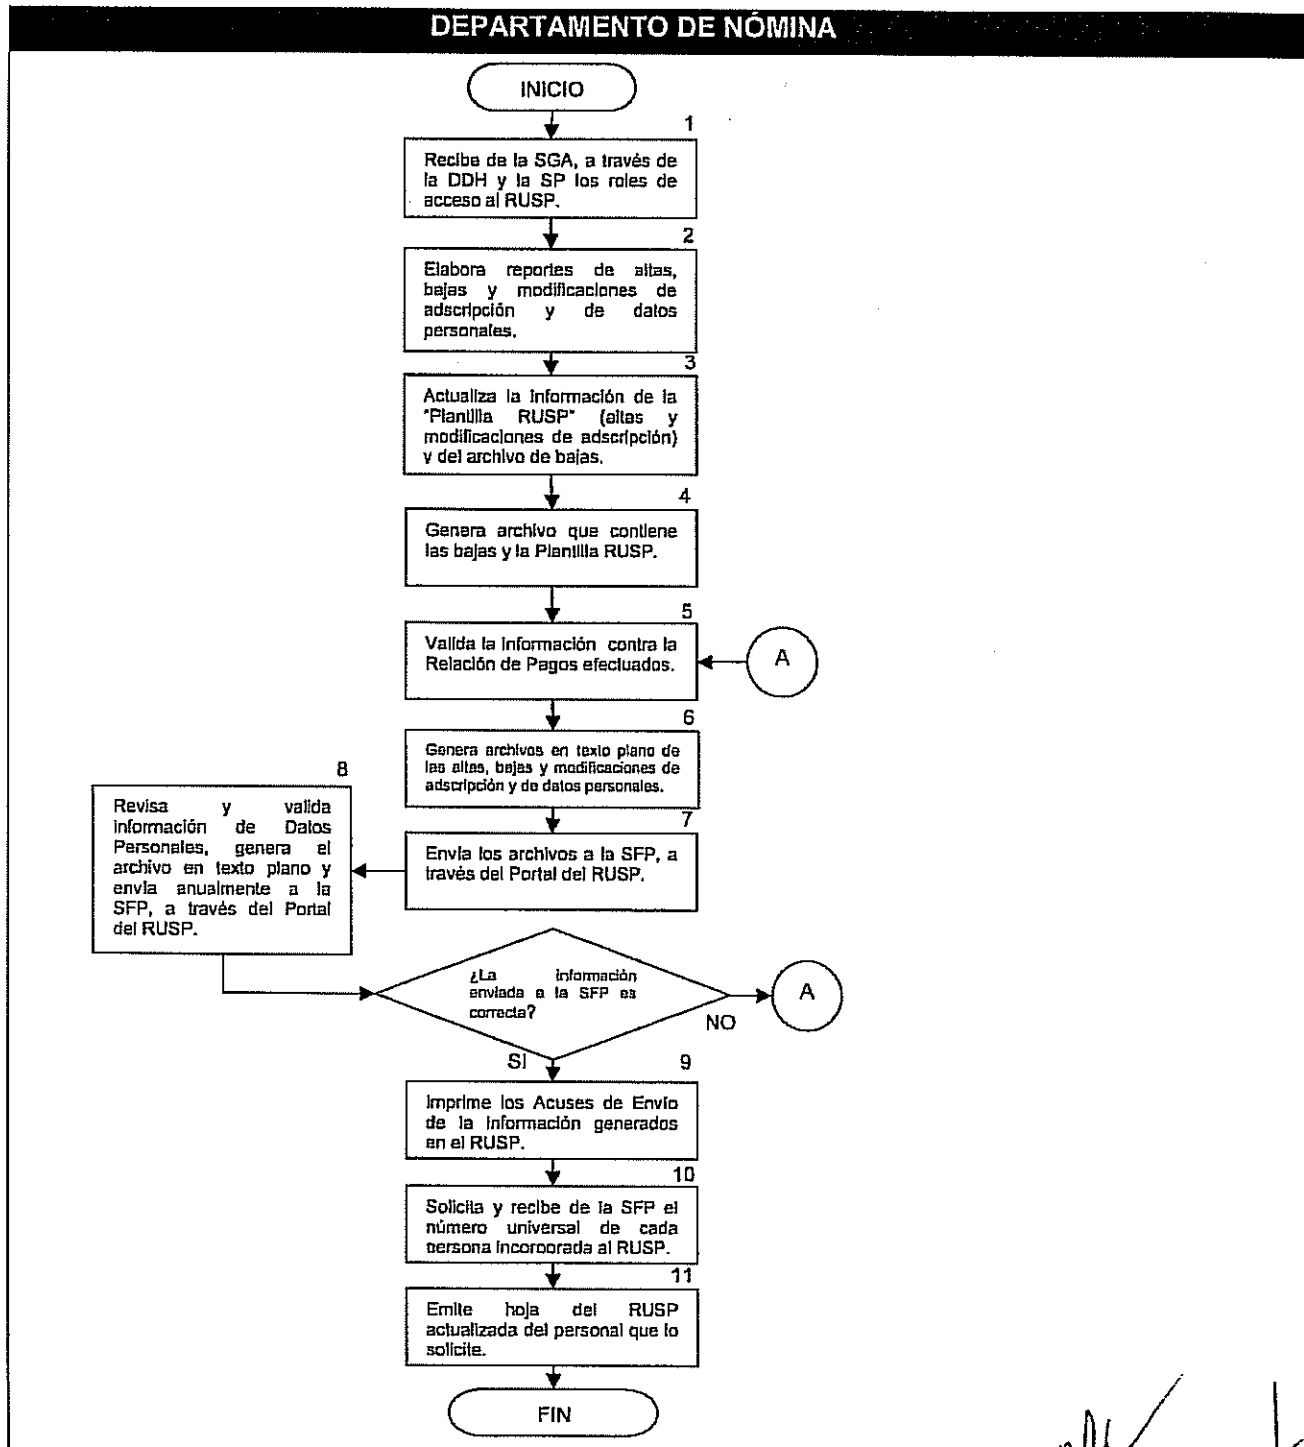 DEPARTAMENTO DE NÓMINA
INICIO
1
Recibe de la SGA, a través de
la DDH y la SP los roles de
acceso al RUSP.
2
Elabora reportes de altas,
bajas y modificaciones de
adscripción y de datos
personales.
3
Actualiza la información de la
"Plantilla RUSP" (altas y
modificaciones de adscripción)
y del archivo de bajas.
4
Genera archivo que contiene
las bajas y la Plantilla RUSP.
5
Valida la información contra la
Relación de Pagos efectuados.
A
6
Genera archivos en texto plano de
las altas, bajas y modificaciones de
adscripción y de datos personales.
7
Envía los archivos a la SFP, a
través del Portal del RUSP.
8
Revisa y valida
información de Datos
Personales, genera el
archivo en texto plano y
envía anualmente a la
SFP, a través del Portal
del RUSP.
¿La información
enviada a la SFP es
correcta?
NO
A
SI
9
Imprime los Acuses de Envío
de la información generados
en el RUSP.
10
Solicita y recibe de la SFP el
número universal de cada
persona incorporada al RUSP.
11
Emite hoja del RUSP
actualizada del personal que lo
solicite.
FIN